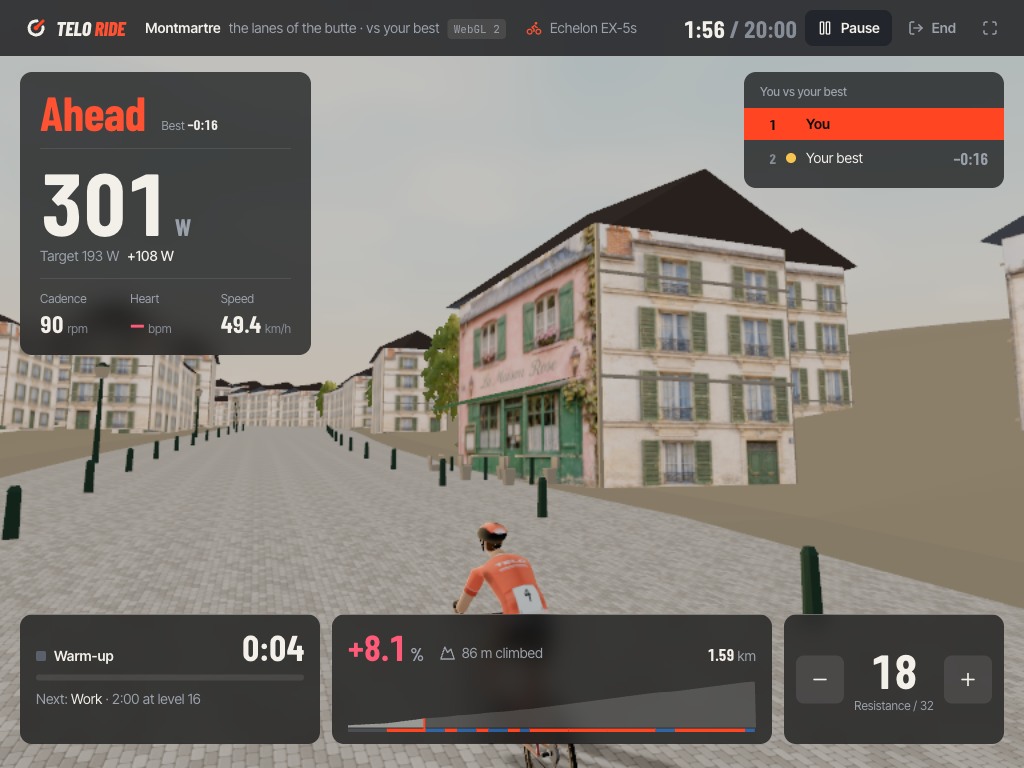 TELO RIDE Montmartre the lanes of the butte · vs your best WebGL 2 Echelon EX-5s 1:56 / 20:00 Pause End
Ahead Best −0:16
301 W
Target 193 W +108 W
Cadence Heart Speed
90 rpm – bpm 49.4 km/h
You vs your best
1 You
2 Your best −0:16
La Maison Rose
4
Warm-up 0:04
Next: Work · 2:00 at level 16
+8.1 % 86 m climbed 1.59 km
− 18 +
Resistance / 32